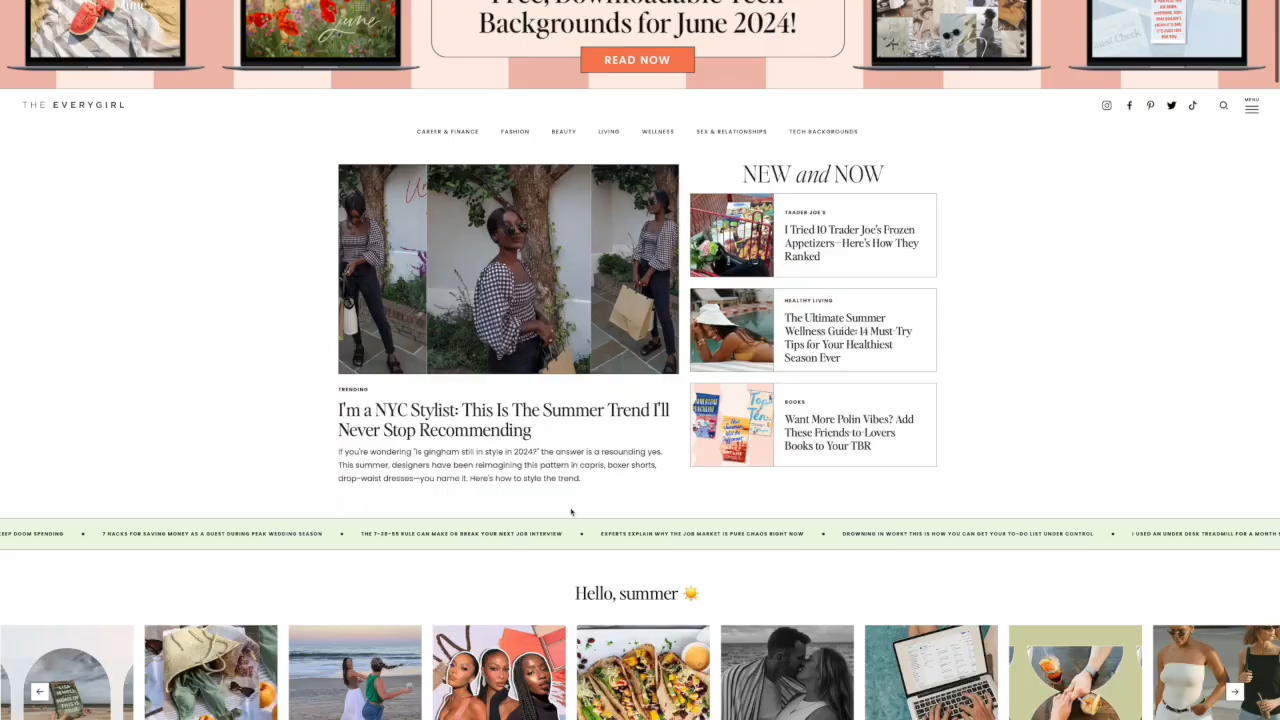 Free, Downloadable Tech
Backgrounds for June 2024!
READ NOW
june
THE EVERYGIRL
MENU
CAREER & FINANCE FASHION BEAUTY LIVING WELLNESS SEX & RELATIONSHIPS TECH BACKGROUNDS
NEW and NOW
TRADER JOE'S
I Tried 10 Trader Joe's Frozen
Appetizers—Here's How They
Ranked
HEALTHY LIVING
The Ultimate Summer
Wellness Guide: 14 Must-Try
Tips for Your Healthiest
Season Ever
BOOKS
Want More Polin Vibes? Add
These Friends-to-Lovers
Books to Your TBR
TRENDING
I'm a NYC Stylist: This Is The Summer Trend I'll
Never Stop Recommending
If you're wondering "Is gingham still in style in 2024?" the answer is a resounding yes.
This summer, designers have been reimagining this pattern in capris, boxer shorts,
drop-waist dresses—you name it. Here's how to style the trend.
EEP DOOM SPENDING • 7 HACKS FOR SAVING MONEY AS A GUEST DURING PEAK WEDDING SEASON • THE 7-38-55 RULE CAN MAKE OR BREAK YOUR NEXT JOB INTERVIEW • EXPERTS EXPLAIN WHY THE JOB MARKET IS PURE CHAOS RIGHT NOW • DROWNING IN WORK? THIS IS HOW YOU CAN GET YOUR TO-DO LIST UNDER CONTROL • I USED AN UNDER DESK TREADMILL FOR A MONTH
Hello, summer ☀️